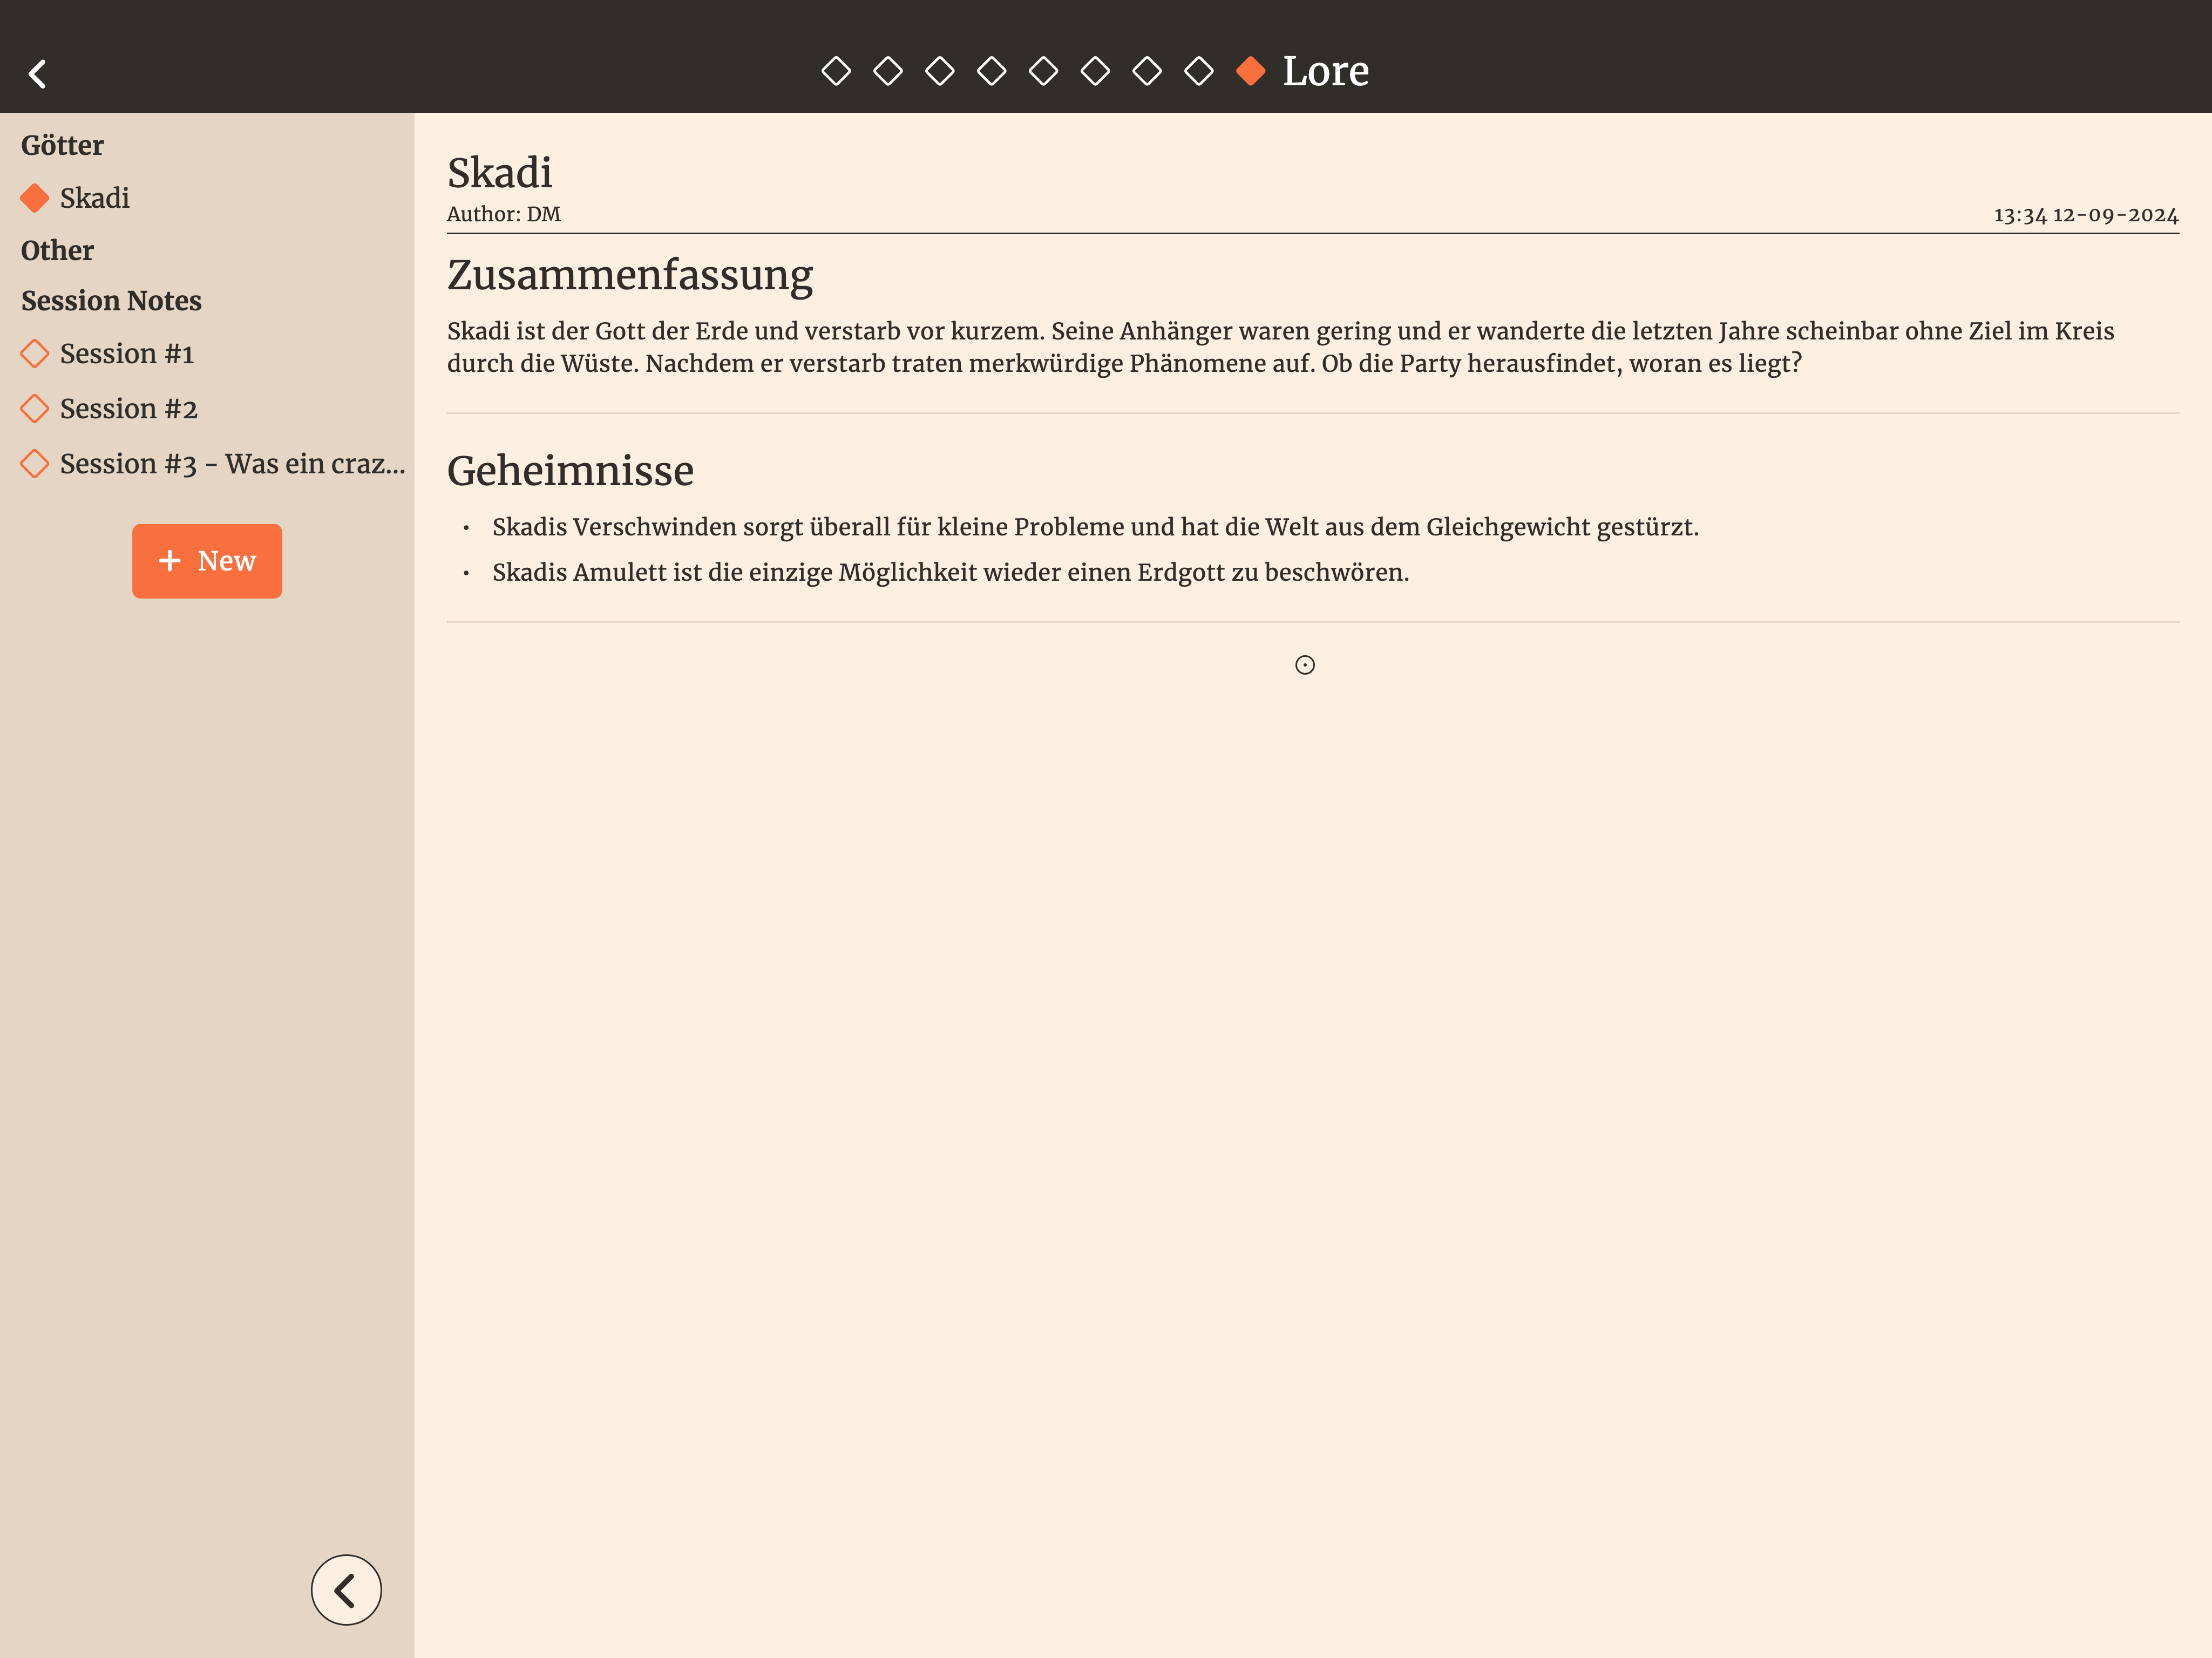 Lore
Götter
Skadi
Other
Session Notes
Session #1
Session #2
Session #3 - Was ein craz...
+ New
Skadi
Author: DM
13:34 12-09-2024
Zusammenfassung
Skadi ist der Gott der Erde und verstarb vor kurzem. Seine Anhänger waren gering und er wanderte die letzten Jahre scheinbar ohne Ziel im Kreis
durch die Wüste. Nachdem er verstarb traten merkwürdige Phänomene auf. Ob die Party herausfindet, woran es liegt?
Geheimnisse
• Skadis Verschwinden sorgt überall für kleine Probleme und hat die Welt aus dem Gleichgewicht gestürzt.
• Skadis Amulett ist die einzige Möglichkeit wieder einen Erdgott zu beschwören.